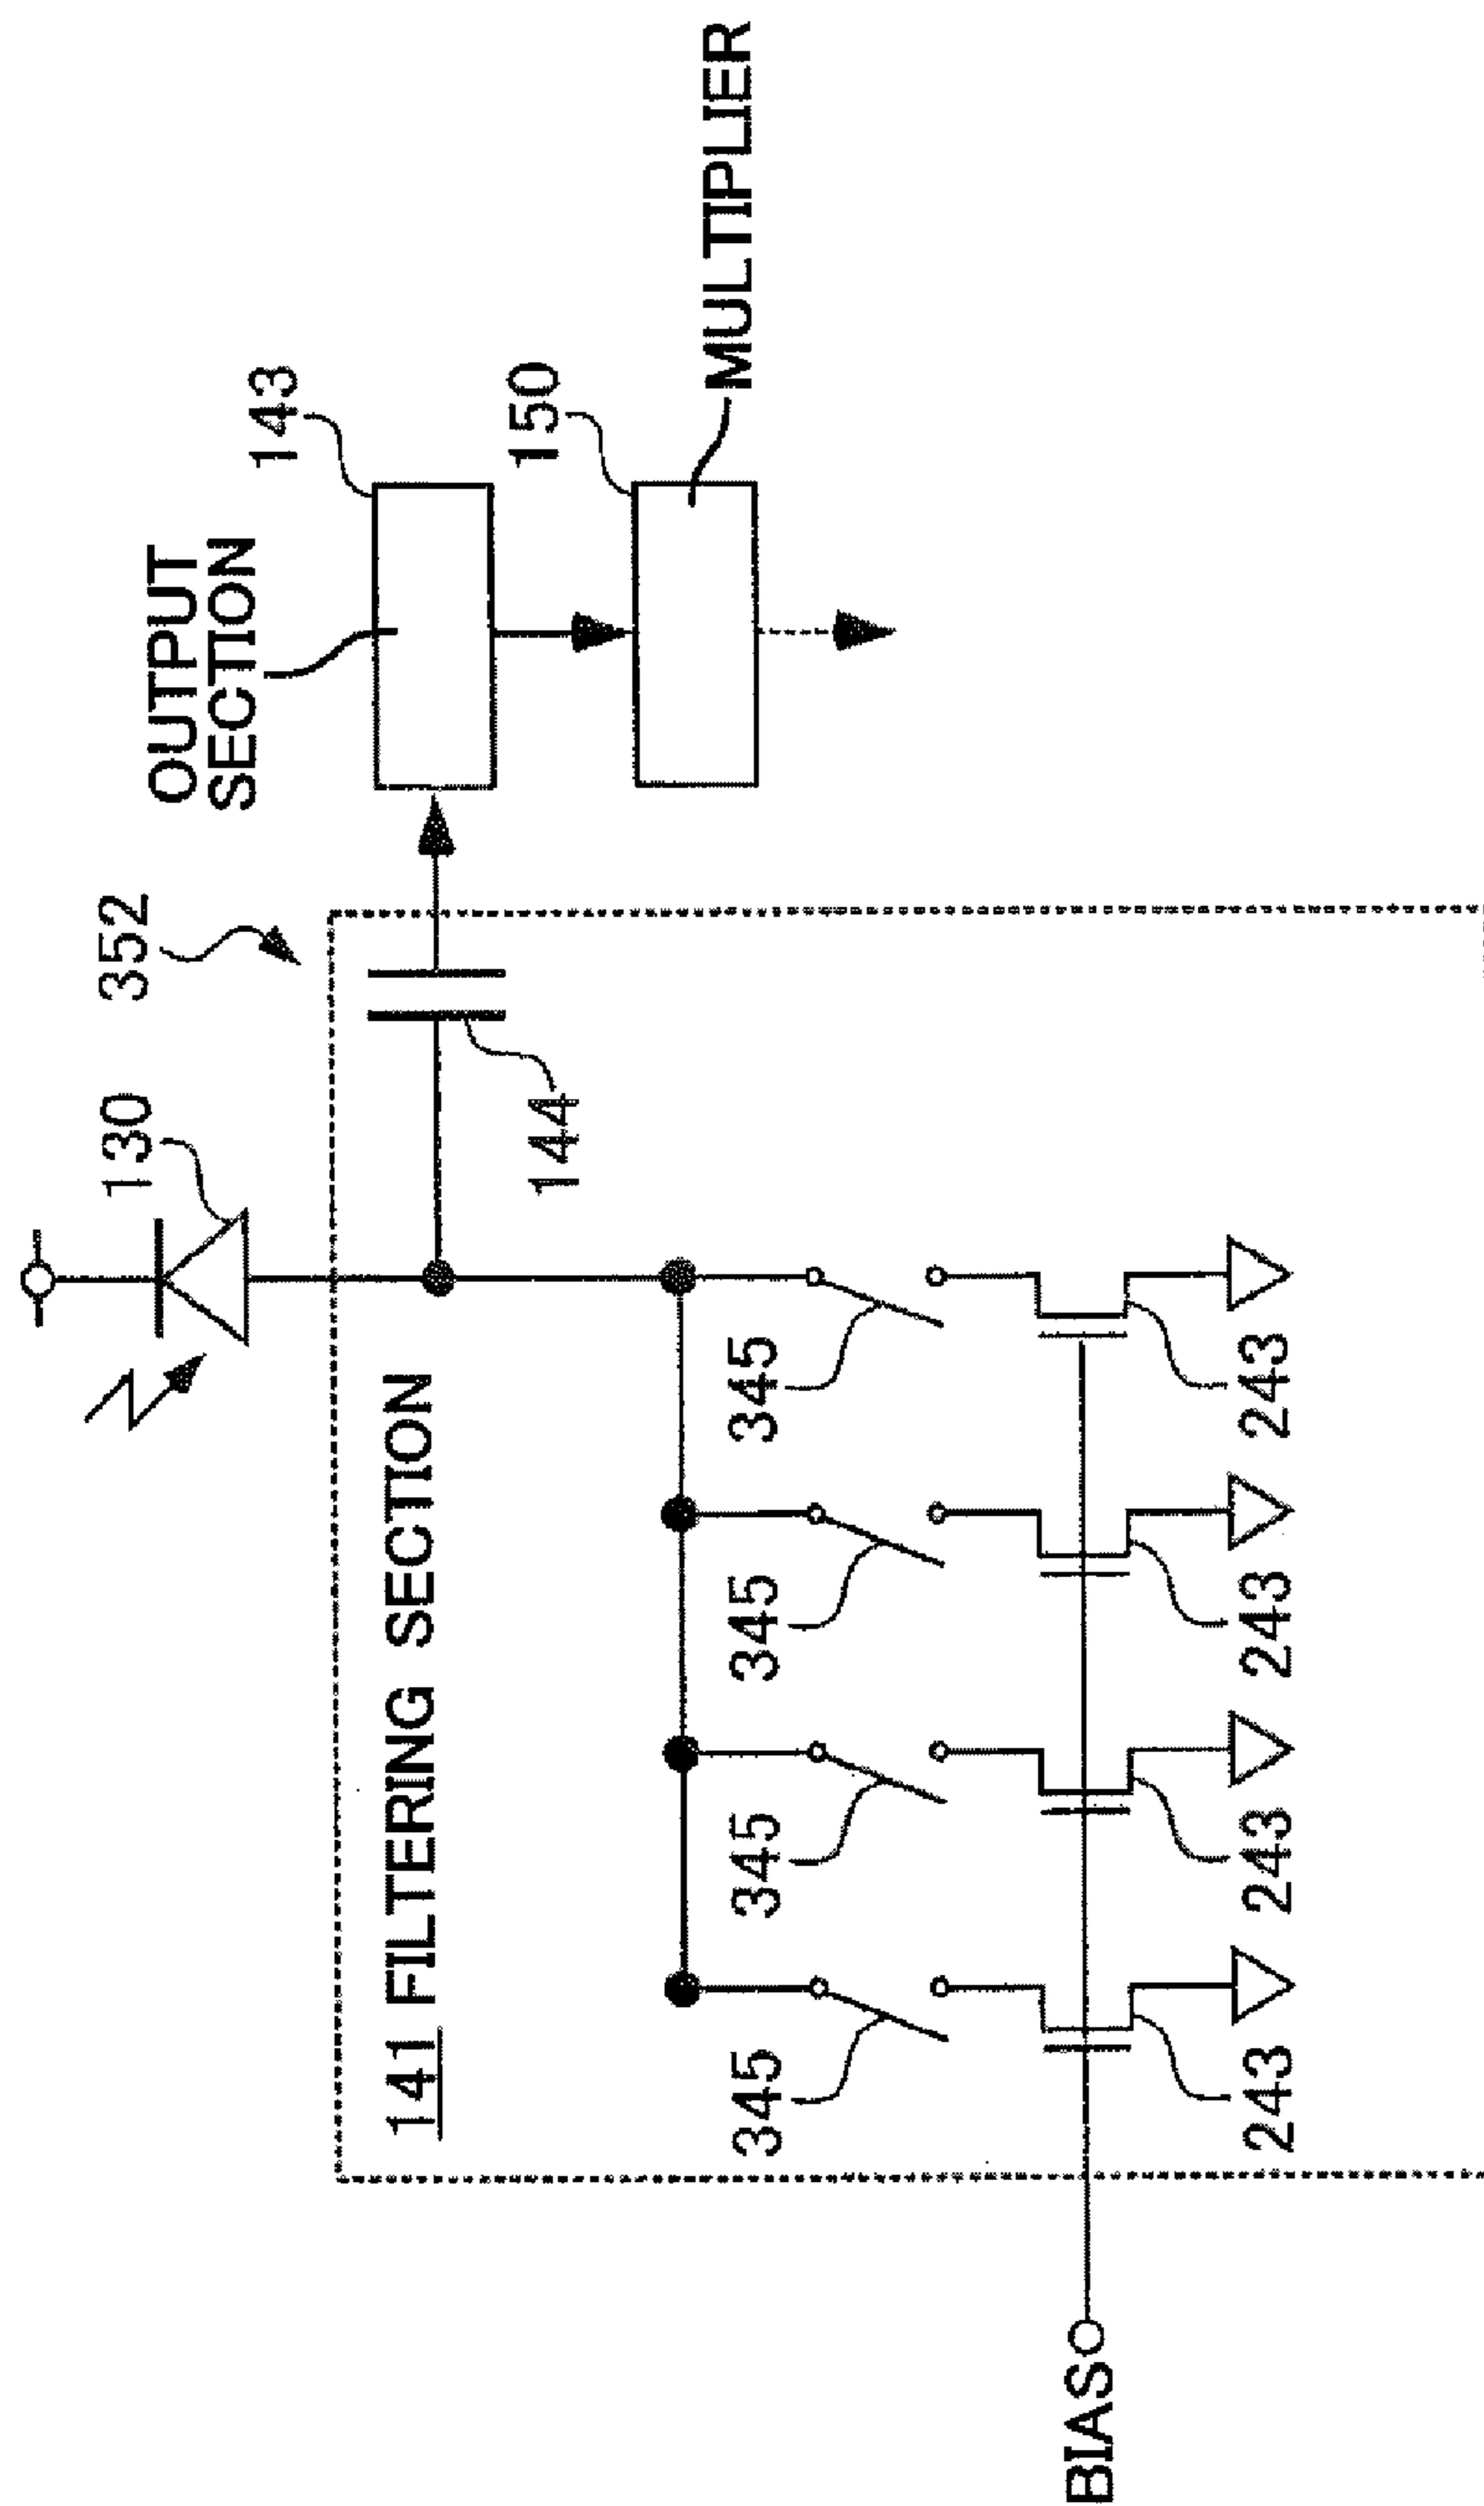 352
130
OUTPUT
SECTION
143
150
MULTIPLIER
144
141 FILTERING SECTION
345
345
345
345
243
243
243
243
BIAS